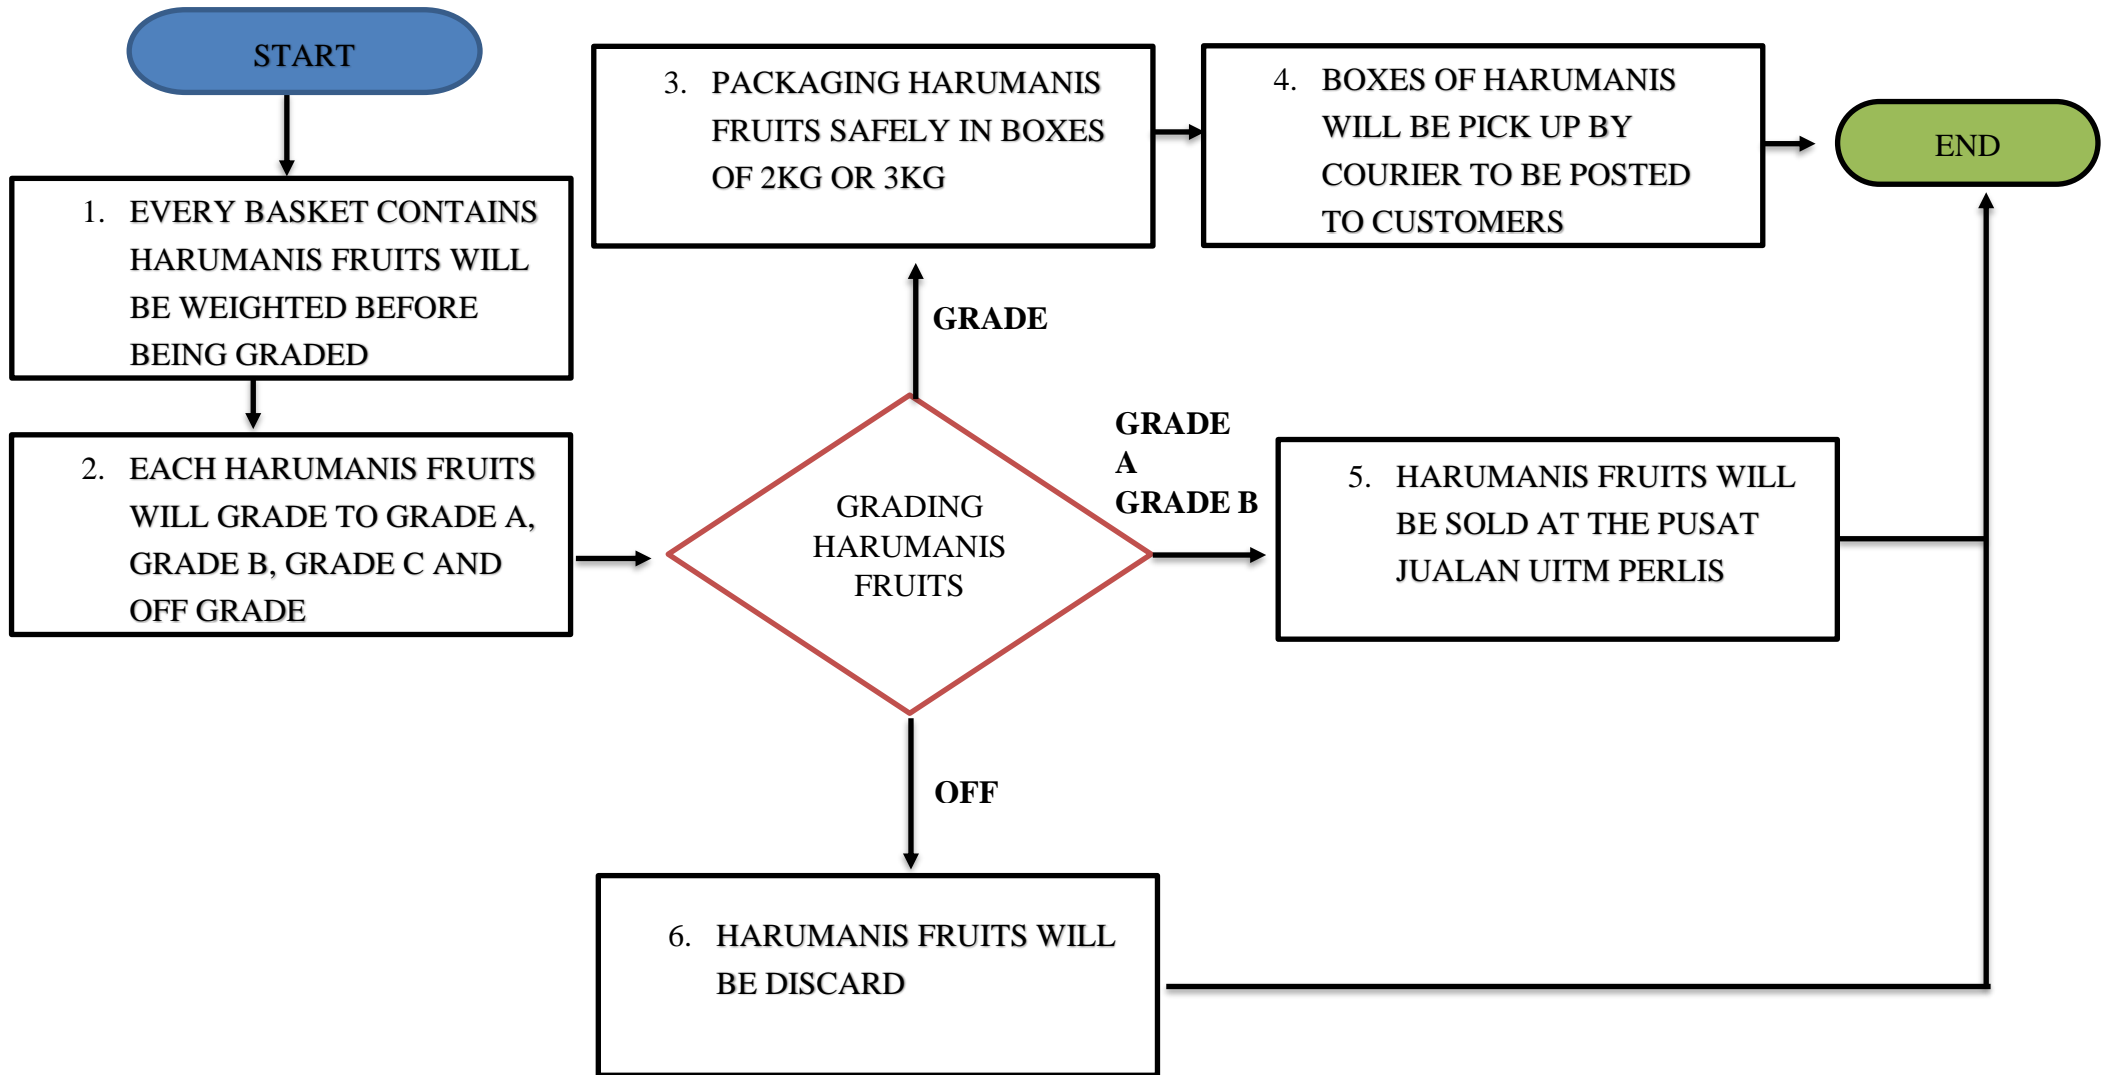 START
1. EVERY BASKET CONTAINS
HARUMANIS FRUITS WILL
BE WEIGHTED BEFORE
BEING GRADED
2. EACH HARUMANIS FRUITS
WILL GRADE TO GRADE A,
GRADE B, GRADE C AND
OFF GRADE
GRADING
HARUMANIS
FRUITS
GRADE
3. PACKAGING HARUMANIS
FRUITS SAFELY IN BOXES
OF 2KG OR 3KG
4. BOXES OF HARUMANIS
WILL BE PICK UP BY
COURIER TO BE POSTED
TO CUSTOMERS
END
GRADE
A
GRADE B
5. HARUMANIS FRUITS WILL
BE SOLD AT THE PUSAT
JUALAN UITM PERLIS
OFF
6. HARUMANIS FRUITS WILL
BE DISCARD